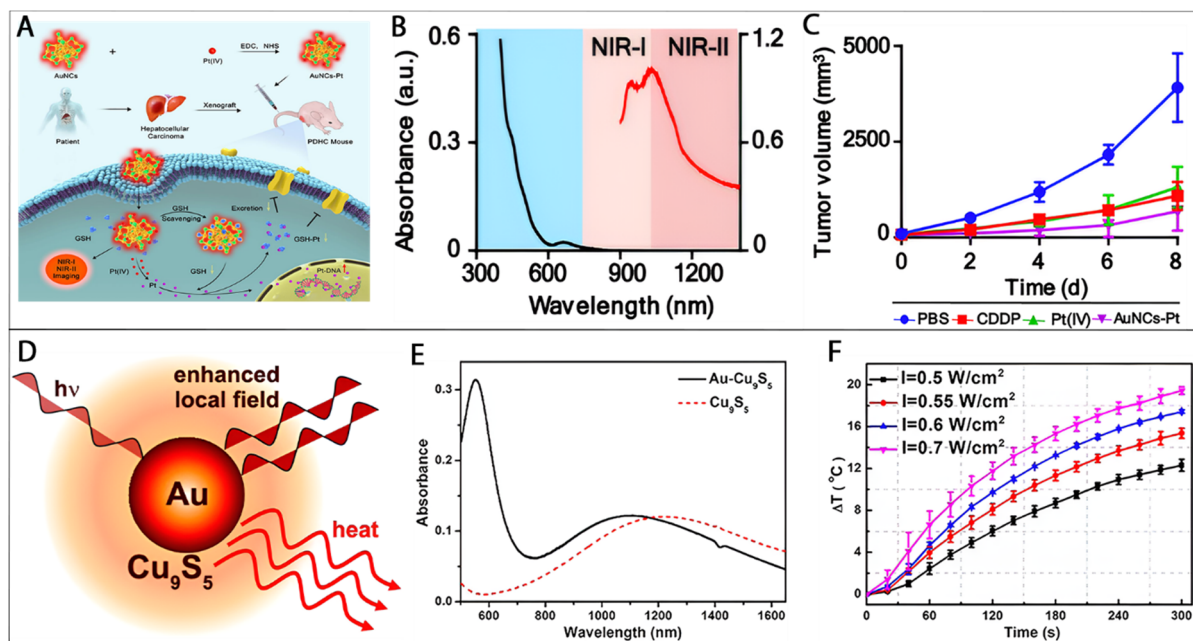 A
AuNCs
+
Pt(IV)
EDC, NHS
AuNCs-Pt
Patient
Hepatocellular
Carcinoma
Xenograft
PDHC Mouse
GSH
GSH
Scavenging
Excretion
GSH-Pt
NIR-I
NIR-II
Imaging
Pt(IV)
Pt
GSH
Pt-DNA
B
Absorbance (a.u.)
0.6
0.3
0
NIR-I
NIR-II
1.2
0.6
0
300
600
900
1200
Wavelength (nm)
C
Tumor volume (mm³)
5000
2500
0
0
2
4
6
8
Time (d)
PBS
CDDP
Pt(IV)
AuNCs-Pt
D
hν
enhanced
local field
Au
Cu₉S₅
heat
E
Absorbance
0.3
0.2
0.1
0.0
Au-Cu₉S₅
Cu₉S₅
600
800
1000
1200
1400
1600
Wavelength (nm)
F
ΔT (°C)
20
16
12
8
4
0
I=0.5 W/cm²
I=0.55 W/cm²
I=0.6 W/cm²
I=0.7 W/cm²
0
60
120
180
240
300
Time (s)